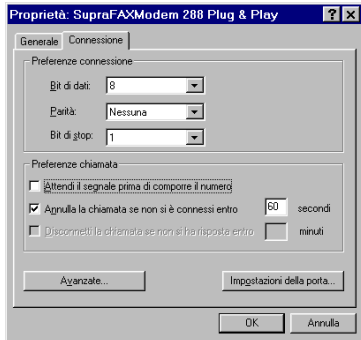 Proprietà: SupraFAXModem 288 Plug & Play
Generale Connessione
Preferenze connessione
Bit di dati: 8
Parità: Nessuna
Bit di stop: 1
Preferenze chiamata
Attendi il segnale prima di comporre il numero
Annulla la chiamata se non si è connessi entro 60 secondi
Disconnetti la chiamata se non si ha risposta entro minuti
Avanzate... Impostazioni della porta...
OK Annulla